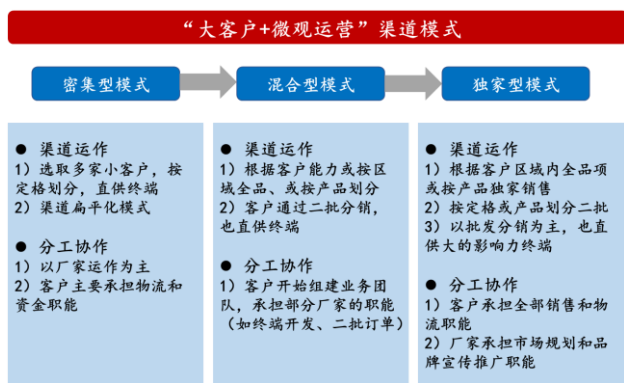 “大客户+微观运营”渠道模式
密集型模式
混合型模式
独家型模式
● 渠道运作
1) 选取多家小客户，按
定格划分，直供终端
2) 渠道扁平化模式
● 分工协作
1) 以厂家运作为主
2) 客户主要承担物流和
资金职能
● 渠道运作
1) 根据客户能力或按区
域全品、或按产品划分
2) 客户通过二批分销，
也直供终端
● 分工协作
1) 客户开始组建业务团
队，承担部分厂家的职能
（如终端开发、二批订单）
● 渠道运作
1) 根据客户区域内全品项
或按产品独家销售
2) 按定格或产品划分二批
3) 以批发分销为主，也直
供大的影响力终端
● 分工协作
1) 客户承担全部销售和物
流职能
2) 厂家承担市场规划和品
牌宣传推广职能